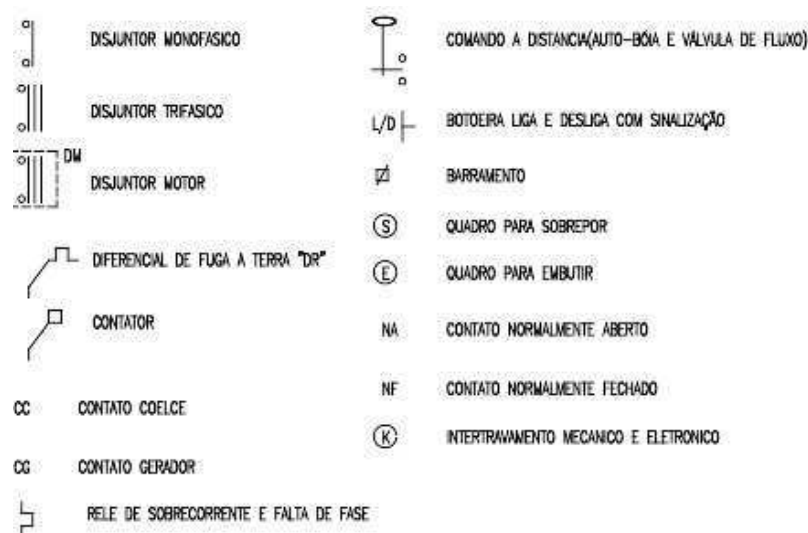 DISJUNTOR MONOFASICO
DISJUNTOR TRIFASICO
DM
DISJUNTOR MOTOR
DIFERENCIAL DE FUGA A TERRA "DR"
CONTATOR
CC CONTATO COELCE
CG CONTATO GERADOR
RELE DE SOBRECORRENTE E FALTA DE FASE
COMANDO A DISTANCIA(AUTO-BÓIA E VÁLVULA DE FLUXO)
L/D BOTOEIRA LIGA E DESLIGA COM SINALIZAÇÃO
BARRAMENTO
S QUADRO PARA SOBREPOR
E QUADRO PARA EMBUTIR
NA CONTATO NORMALMENTE ABERTO
NF CONTATO NORMALMENTE FECHADO
K INTERTRAVAMENTO MECANICO E ELETRONICO